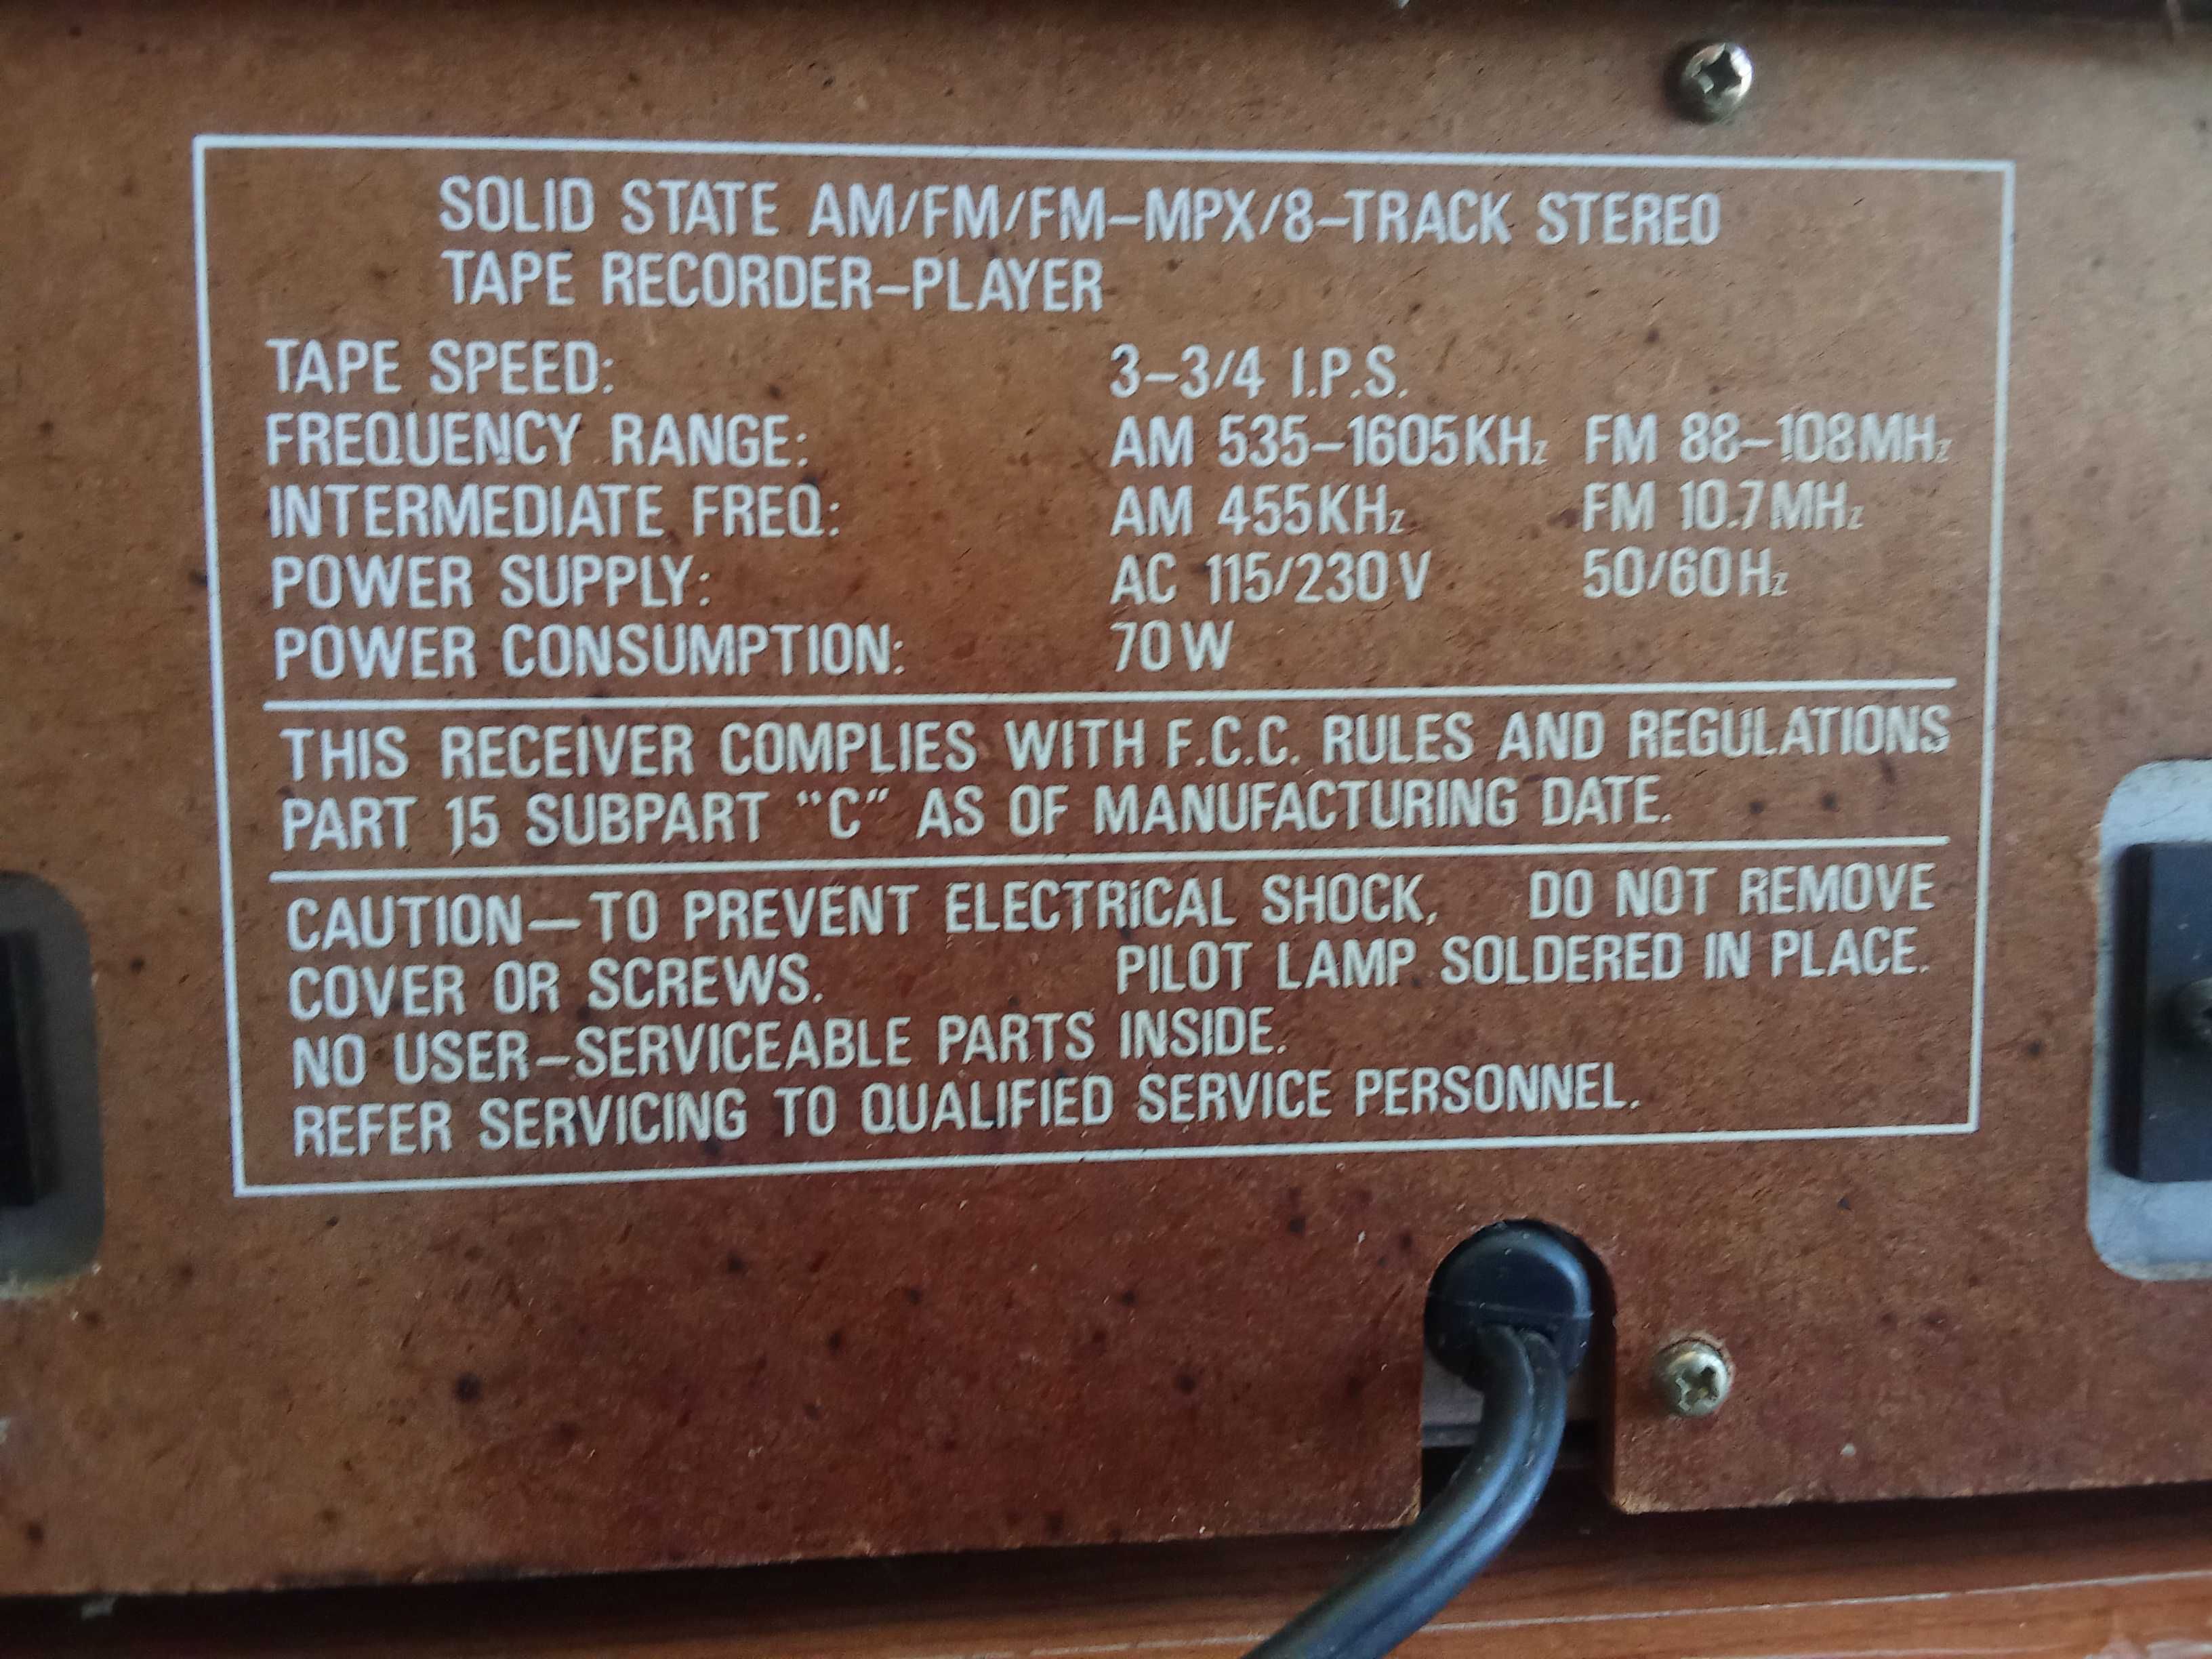 SOLID STATE AM/FM/FM-MPX/8-TRACK STEREO
TAPE RECORDER-PLAYER
TAPE SPEED: 3-3/4 I.P.S.
FREQUENCY RANGE: AM 535-1605KHz FM 88-108MHz
INTERMEDIATE FREQ: AM 455KHz FM 10.7MHz
POWER SUPPLY: AC 115/230V 50/60Hz
POWER CONSUMPTION: 70W
THIS RECEIVER COMPLIES WITH F.C.C. RULES AND REGULATIONS
PART 15 SUBPART "C" AS OF MANUFACTURING DATE.
CAUTION-TO PREVENT ELECTRiCAL SHOCK, DO NOT REMOVE
COVER OR SCREWS. PILOT LAMP SOLDERED IN PLACE.
NO USER-SERVICEABLE PARTS INSIDE.
REFER SERVICING TO QUALIFIED SERVICE PERSONNEL.